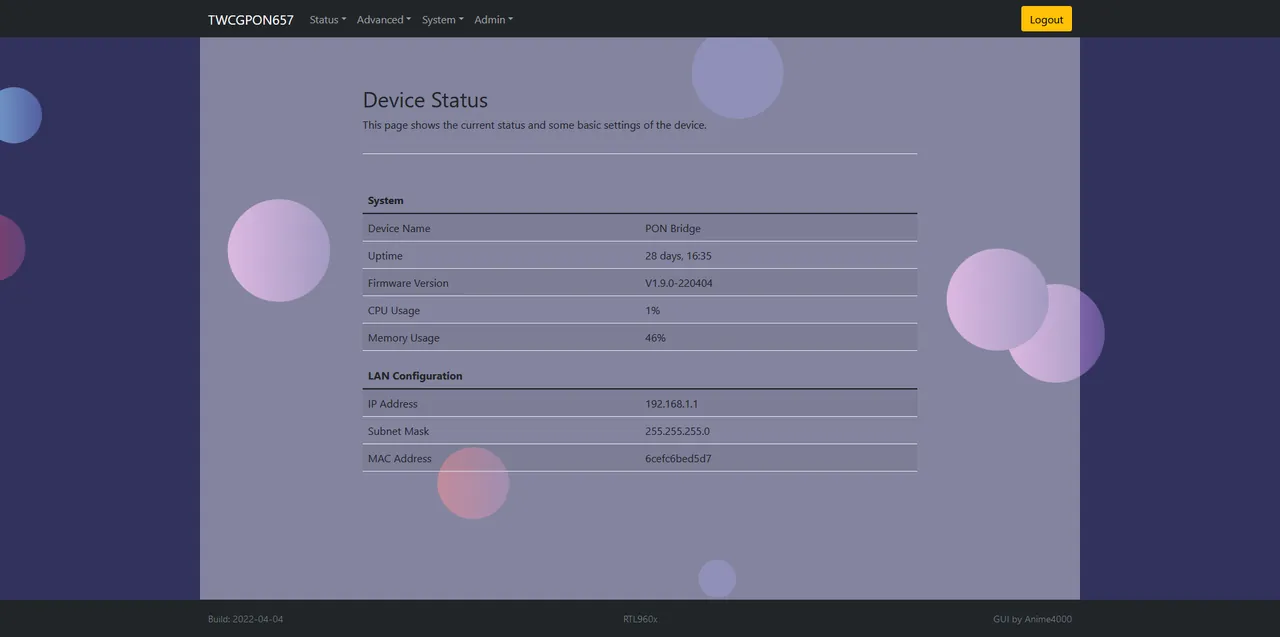 TWCGPON657 Status Advanced System Admin Logout
Device Status
This page shows the current status and some basic settings of the device.
System
Device Name PON Bridge
Uptime 28 days, 16:35
Firmware Version V1.9.0-220404
CPU Usage 1%
Memory Usage 46%
LAN Configuration
IP Address 192.168.1.1
Subnet Mask 255.255.255.0
MAC Address 6cefc6bed5d7
Build: 2022-04-04 RTL960x GUI by Anime4000